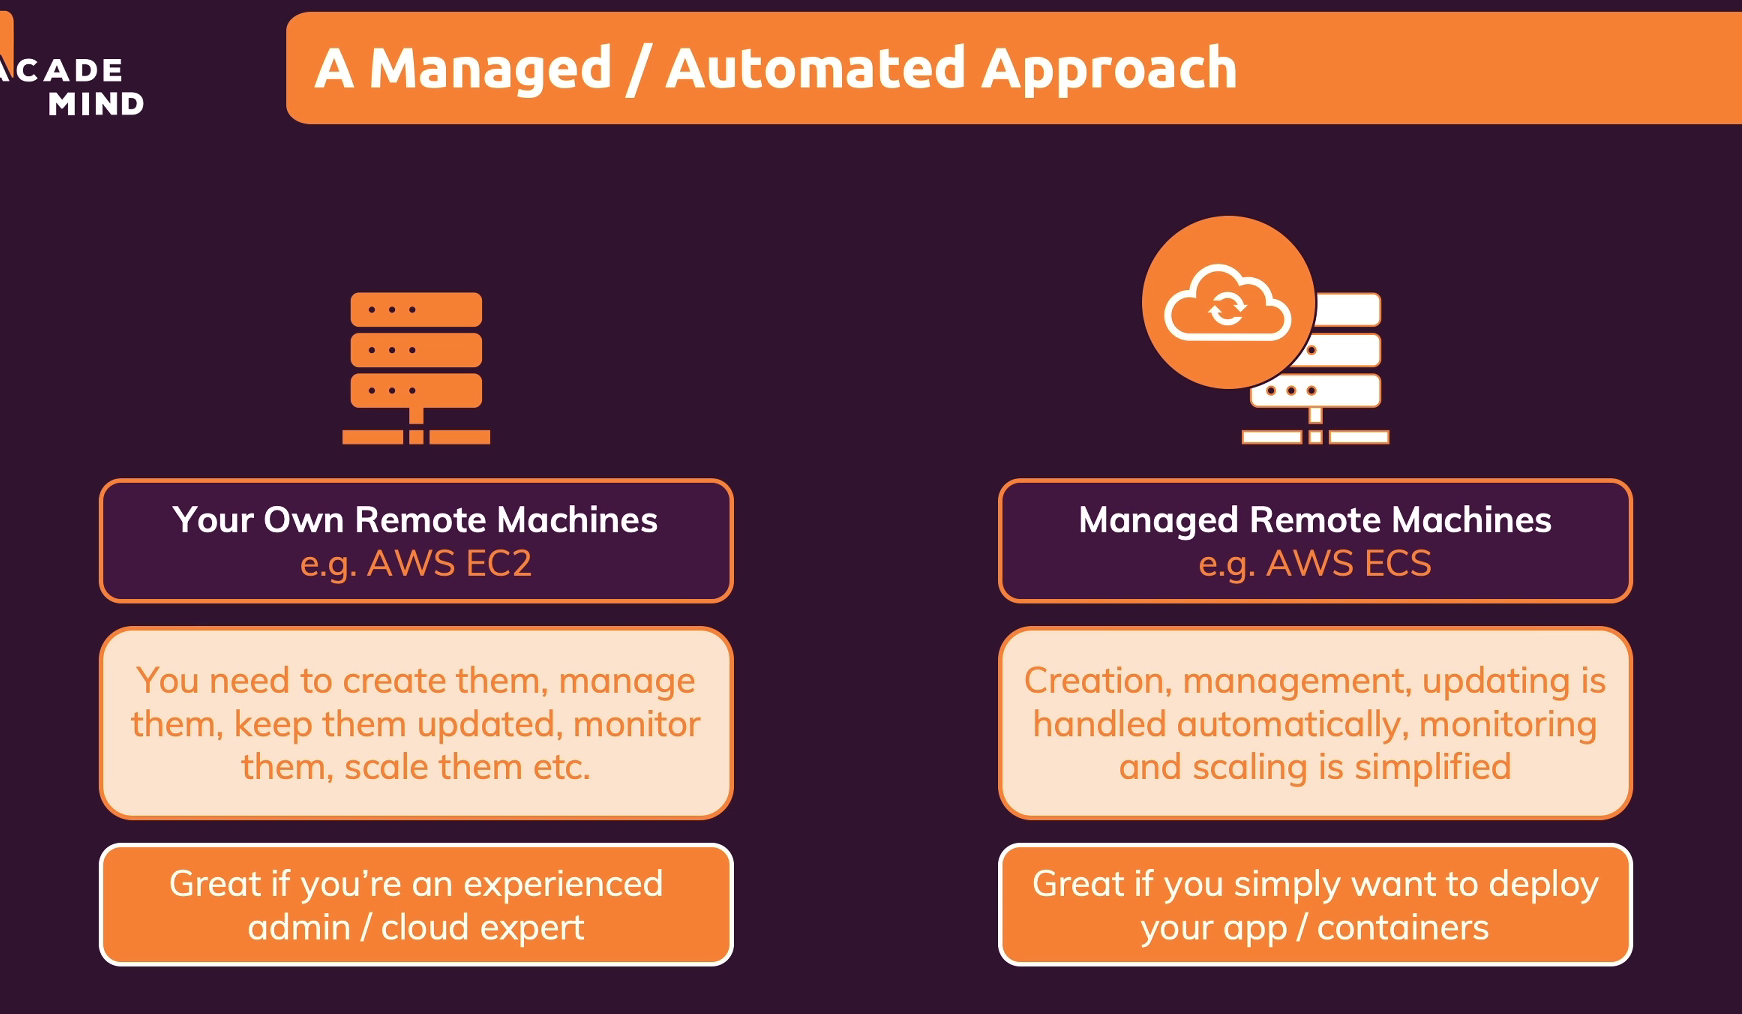 ACADE
MIND
A Managed / Automated Approach
Your Own Remote Machines
e.g. AWS EC2
You need to create them, manage
them, keep them updated, monitor
them, scale them etc.
Great if you’re an experienced
admin / cloud expert
Managed Remote Machines
e.g. AWS ECS
Creation, management, updating is
handled automatically, monitoring
and scaling is simplified
Great if you simply want to deploy
your app / containers